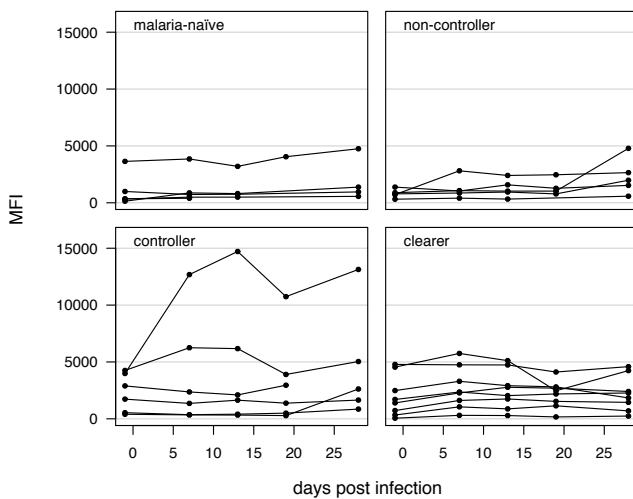 malaria-naïve
non-controller
15000
10000
5000
0
MFI
controller
clearer
15000
10000
5000
0
0 5 10 15 20 25
0 5 10 15 20 25
days post infection